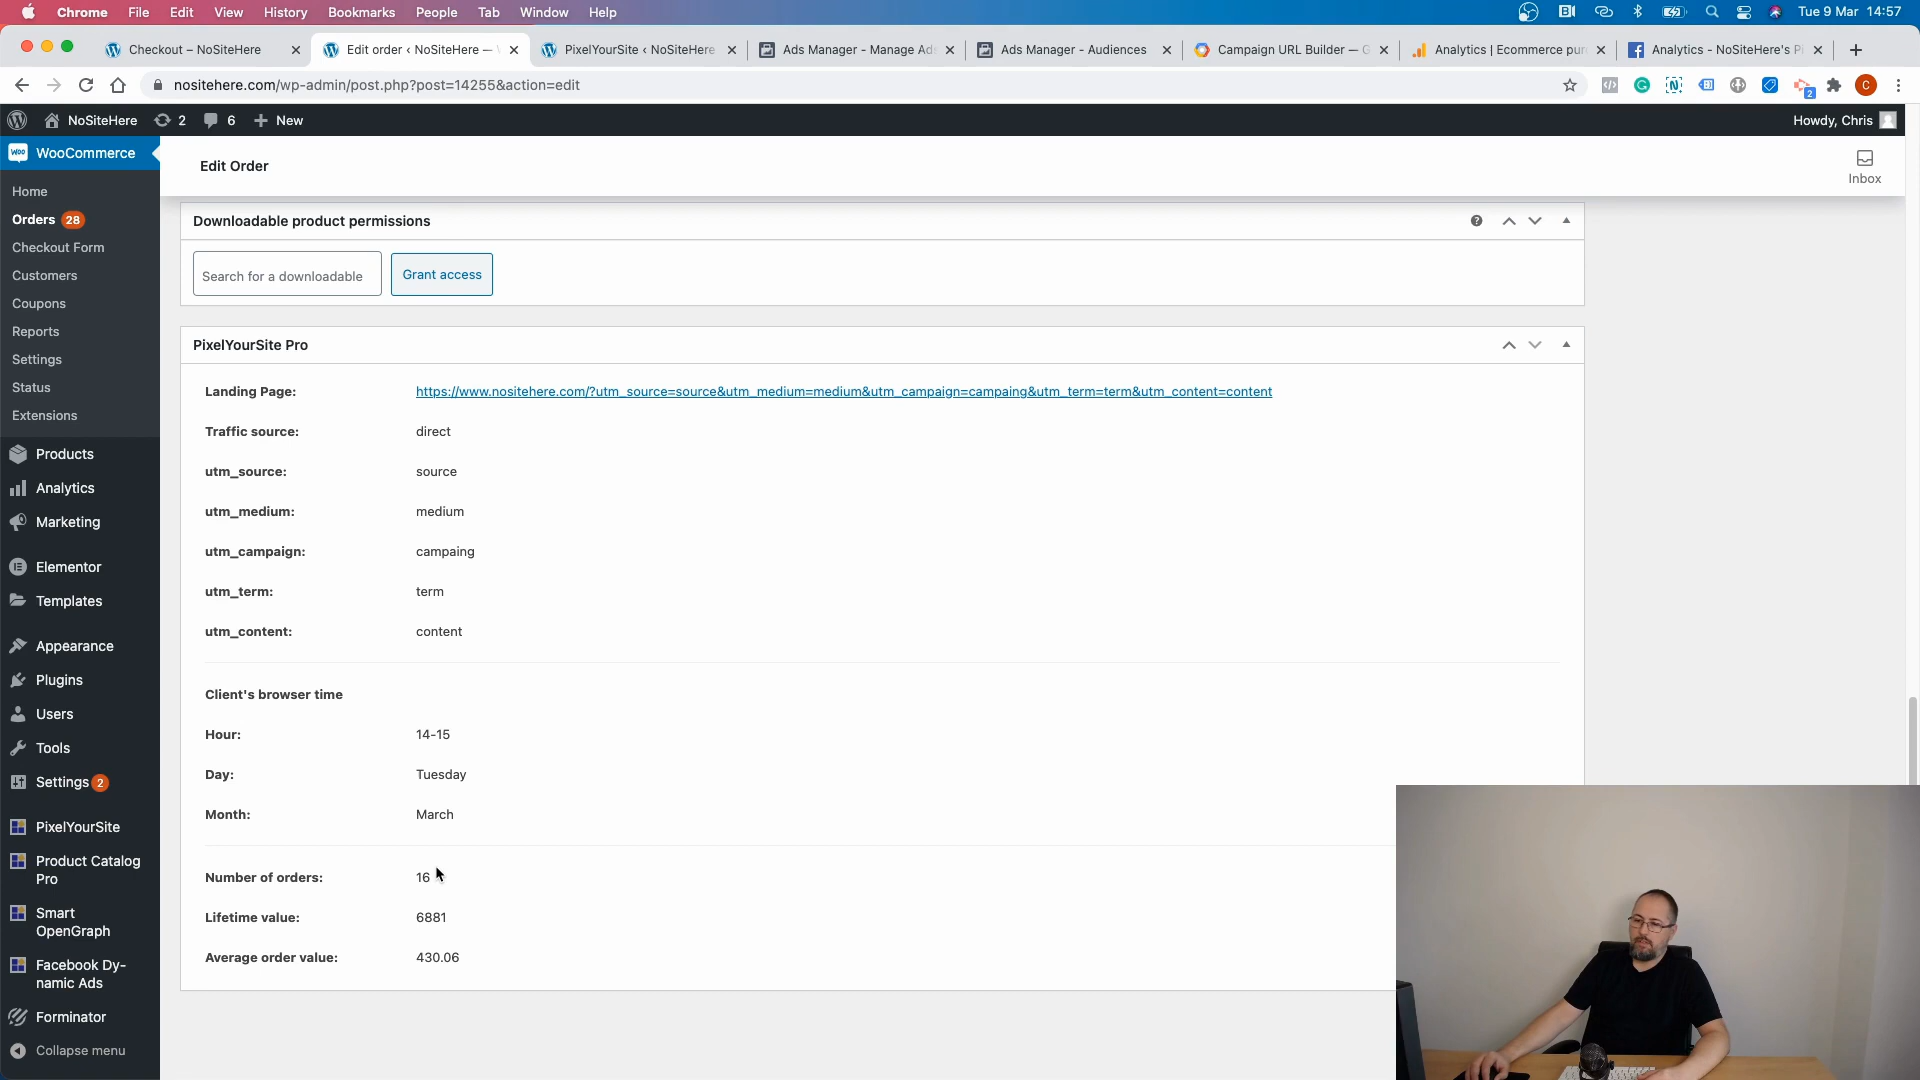 Chrome File Edit View History Bookmarks People Tab Window Help Tue 9 Mar 14:57
Checkout – NoSiteHere Edit order ‹ NoSiteHere — PixelYourSite ‹ NoSiteHere Ads Manager - Manage Ad Ads Manager - Audiences Campaign URL Builder — G Analytics | Ecommerce pur Analytics - NoSiteHere's Pi
nositehere.com/wp-admin/post.php?post=14255&action=edit
NoSiteHere 2 6 New Howdy, Chris
WooCommerce
Edit Order
Inbox
Home
Orders 28
Checkout Form
Customers
Coupons
Reports
Settings
Status
Extensions
Products
Analytics
Marketing
Elementor
Templates
Appearance
Plugins
Users
Tools
Settings 2
PixelYourSite
Product Catalog
Pro
Smart
OpenGraph
Facebook Dy-
namic Ads
Forminator
Collapse menu
Downloadable product permissions
Search for a downloadable Grant access
PixelYourSite Pro
Landing Page: https://www.nositehere.com/?utm_source=source&utm_medium=medium&utm_campaign=campaing&utm_term=term&utm_content=content
Traffic source: direct
utm_source: source
utm_medium: medium
utm_campaign: campaing
utm_term: term
utm_content: content
Client's browser time
Hour: 14-15
Day: Tuesday
Month: March
Number of orders: 16
Lifetime value: 6881
Average order value: 430.06